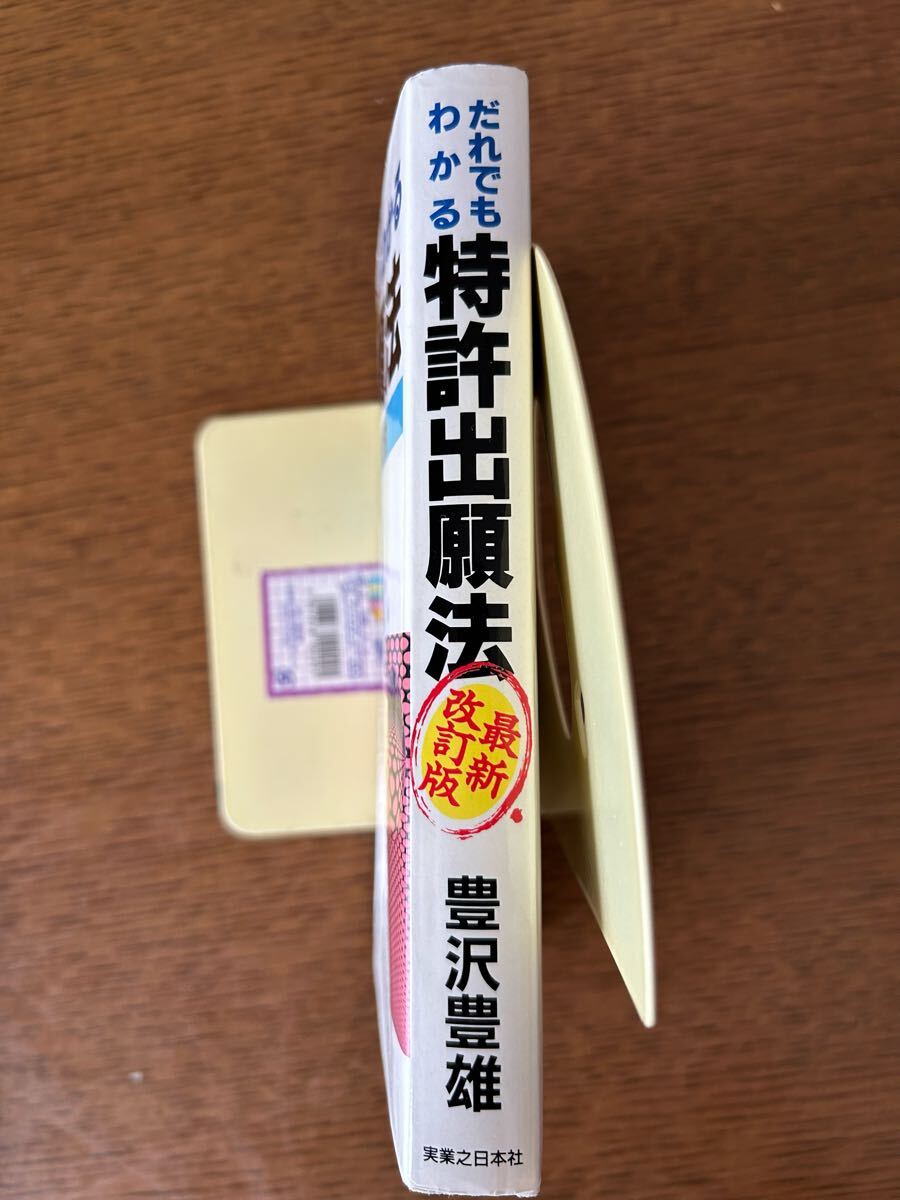 だれでも
わかる
特許出願法
最新
改訂版
豊沢豊雄
実業之日本社